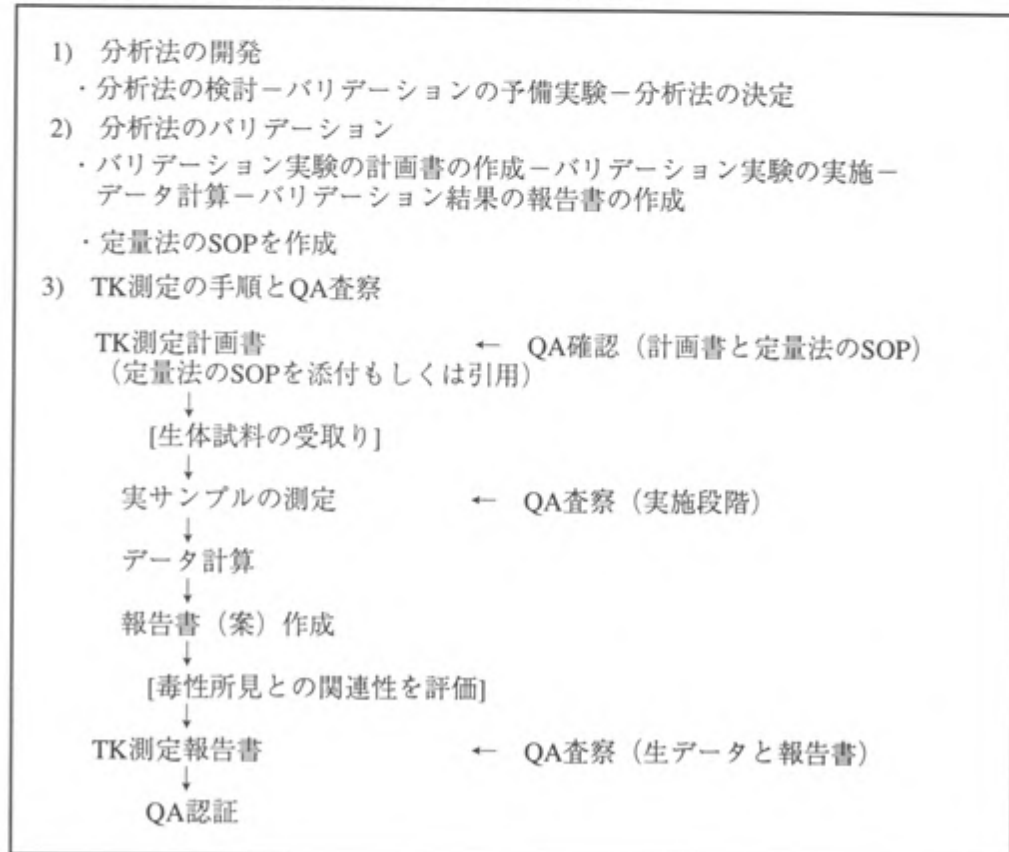 1) 分析法の開発
・分析法の検討－バリデーションの予備実験－分析法の決定
2) 分析法のバリデーション
・バリデーション実験の計画書の作成－バリデーション実験の実施－
データ計算－バリデーション結果の報告書の作成
・定量法のSOPを作成
3) TK測定の手順とQA査察
TK測定計画書 ← QA確認（計画書と定量法のSOP）
（定量法のSOPを添付もしくは引用）
↓
[生体試料の受取り]
↓
実サンプルの測定 ← QA査察（実施段階）
↓
データ計算
↓
報告書（案）作成
↓
[毒性所見との関連性を評価]
↓
TK測定報告書 ← QA査察（生データと報告書）
↓
QA認証